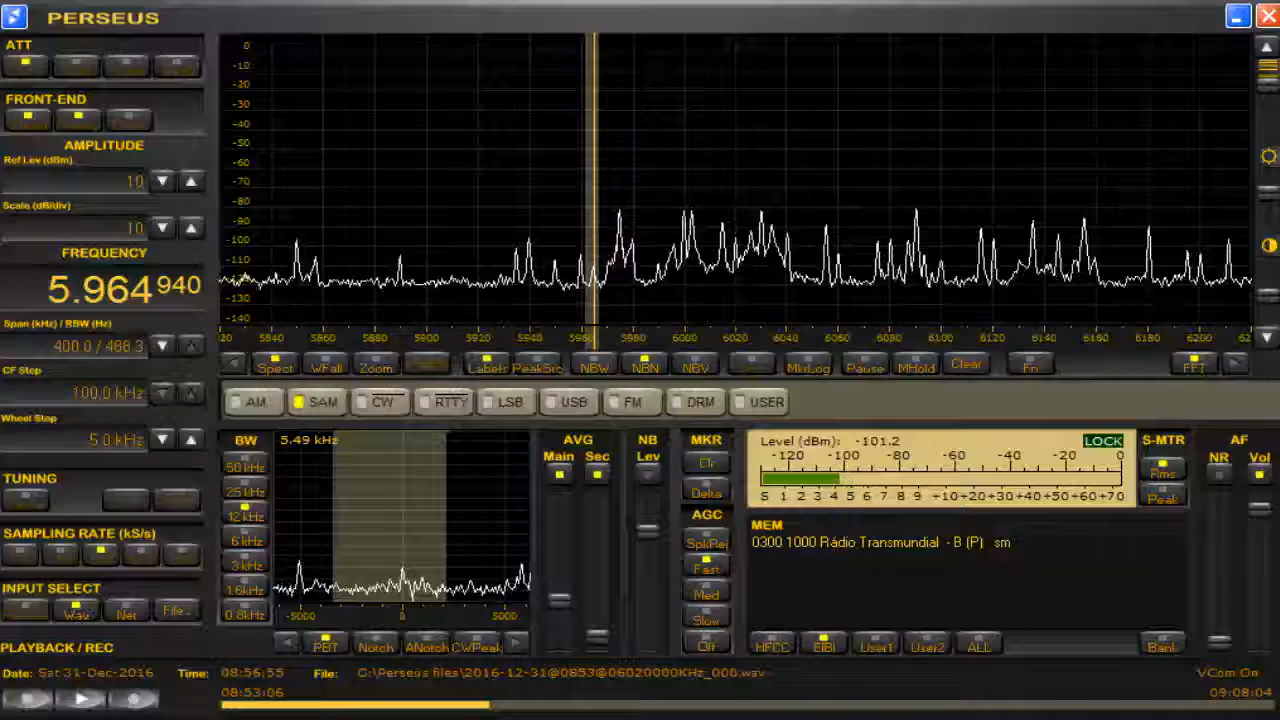 PERSEUS
ATT
FRONT-END
AMPLITUDE
Ref Lev (dBm)
10
Scale (dB/div)
10
FREQUENCY
5.964 940
Span (kHz) / RBW (Hz)
400.0 / 488.3
CF Step
100.0 kHz
Wheel Step
5.0 kHz
TUNING
SAMPLING RATE (kS/s)
INPUT SELECT
Wav Net File..
PLAYBACK / REC
0
-10
-20
-30
-40
-50
-60
-70
-80
-90
-100
-110
-120
-130
-140
20 5840 5860 5880 5900 5920 5940 5960 5980 6000 6020 6040 6060 6080 6100 6120 6140 6160 6180 6200 62
Spect WFall Zoom Labels PeakSrc NBW NBN NBV MkrLog Pause MHold Clear Fn FFT
AM SAM CW RTTY LSB USB FM DRM USER
BW
50 kHz
25 kHz
12 kHz
6 kHz
3 kHz
1.6kHz
0.8kHz
5.49 kHz
-5000 0 5000
PBT Notch ANotch CWPeak
AVG
Main Sec
NB
Lev
MKR
Clr
Delta
AGC
SpkRej
Fast
Med
Slow
Off
Level (dBm): -101.2 LOCK
-120 -100 -80 -60 -40 -20 0
S 1 2 3 4 5 6 7 8 9 +10+20+30+40+50+60+70
S-MTR
Rms
Peak
AF
NR Vol
MEM
0300 1000 Rádio Transmundial - B (P) sm
HFCC EIBI User1 User2 ALL Bank
Date: Sat 31-Dec-2016 Time: 08:56:55 File: C:\Perseus files\2016-12-31@0853@06020000KHz_000.wav VCom On
08:53:06 09:08:04